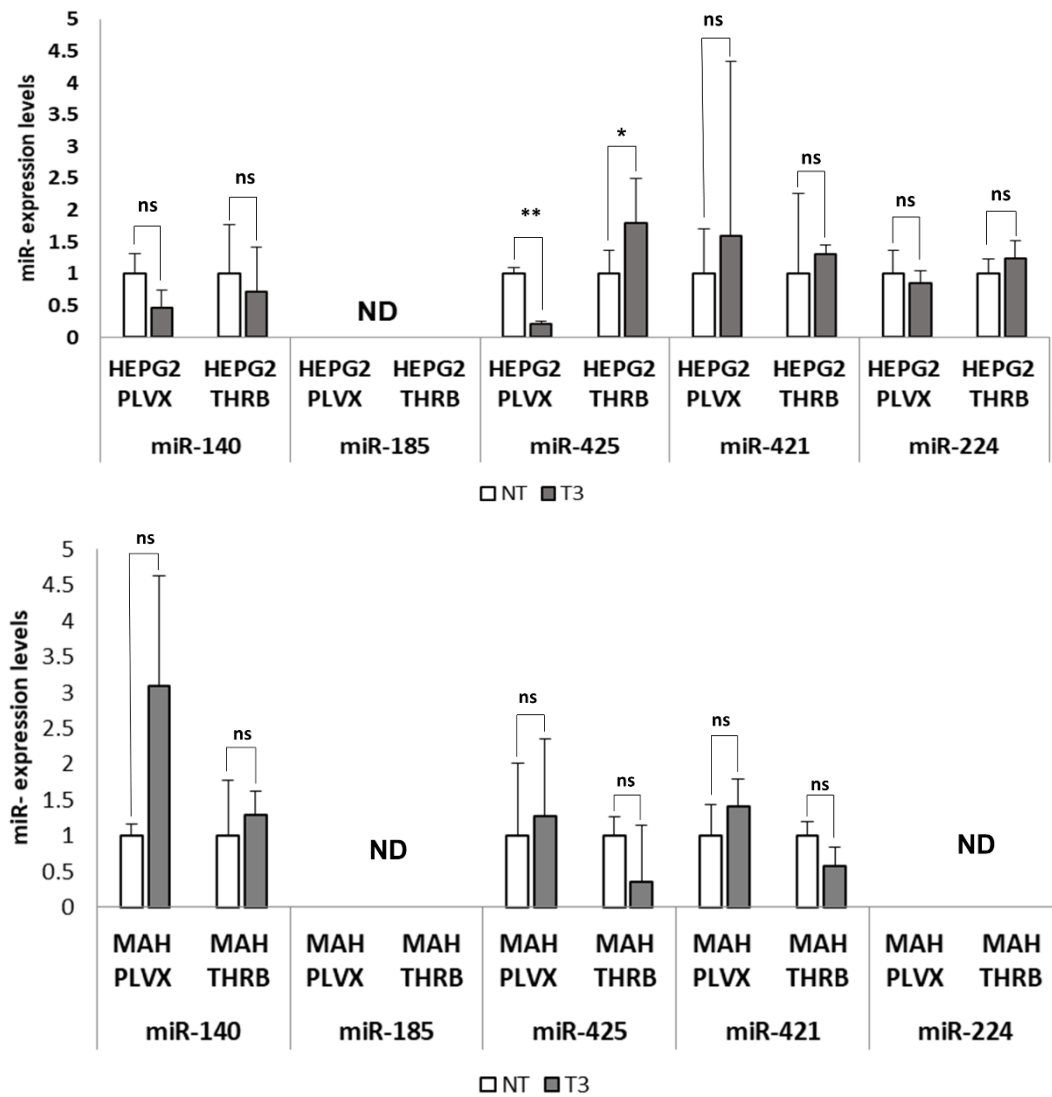 miR- expression levels
5
4.5
4
3.5
3
2.5
2
1.5
1
0.5
0
ns
ns
ND
**
*
ns
ns
ns
ns
HEPG2 PLVX
HEPG2 THRB
HEPG2 PLVX
HEPG2 THRB
HEPG2 PLVX
HEPG2 THRB
HEPG2 PLVX
HEPG2 THRB
HEPG2 PLVX
HEPG2 THRB
miR-140
miR-185
miR-425
miR-421
miR-224
NT T3
miR- expression levels
5
4.5
4
3.5
3
2.5
2
1.5
1
0.5
0
ns
ns
ND
ns
ns
ns
ns
ND
MAH PLVX
MAH THRB
MAH PLVX
MAH THRB
MAH PLVX
MAH THRB
MAH PLVX
MAH THRB
MAH PLVX
MAH THRB
miR-140
miR-185
miR-425
miR-421
miR-224
NT T3